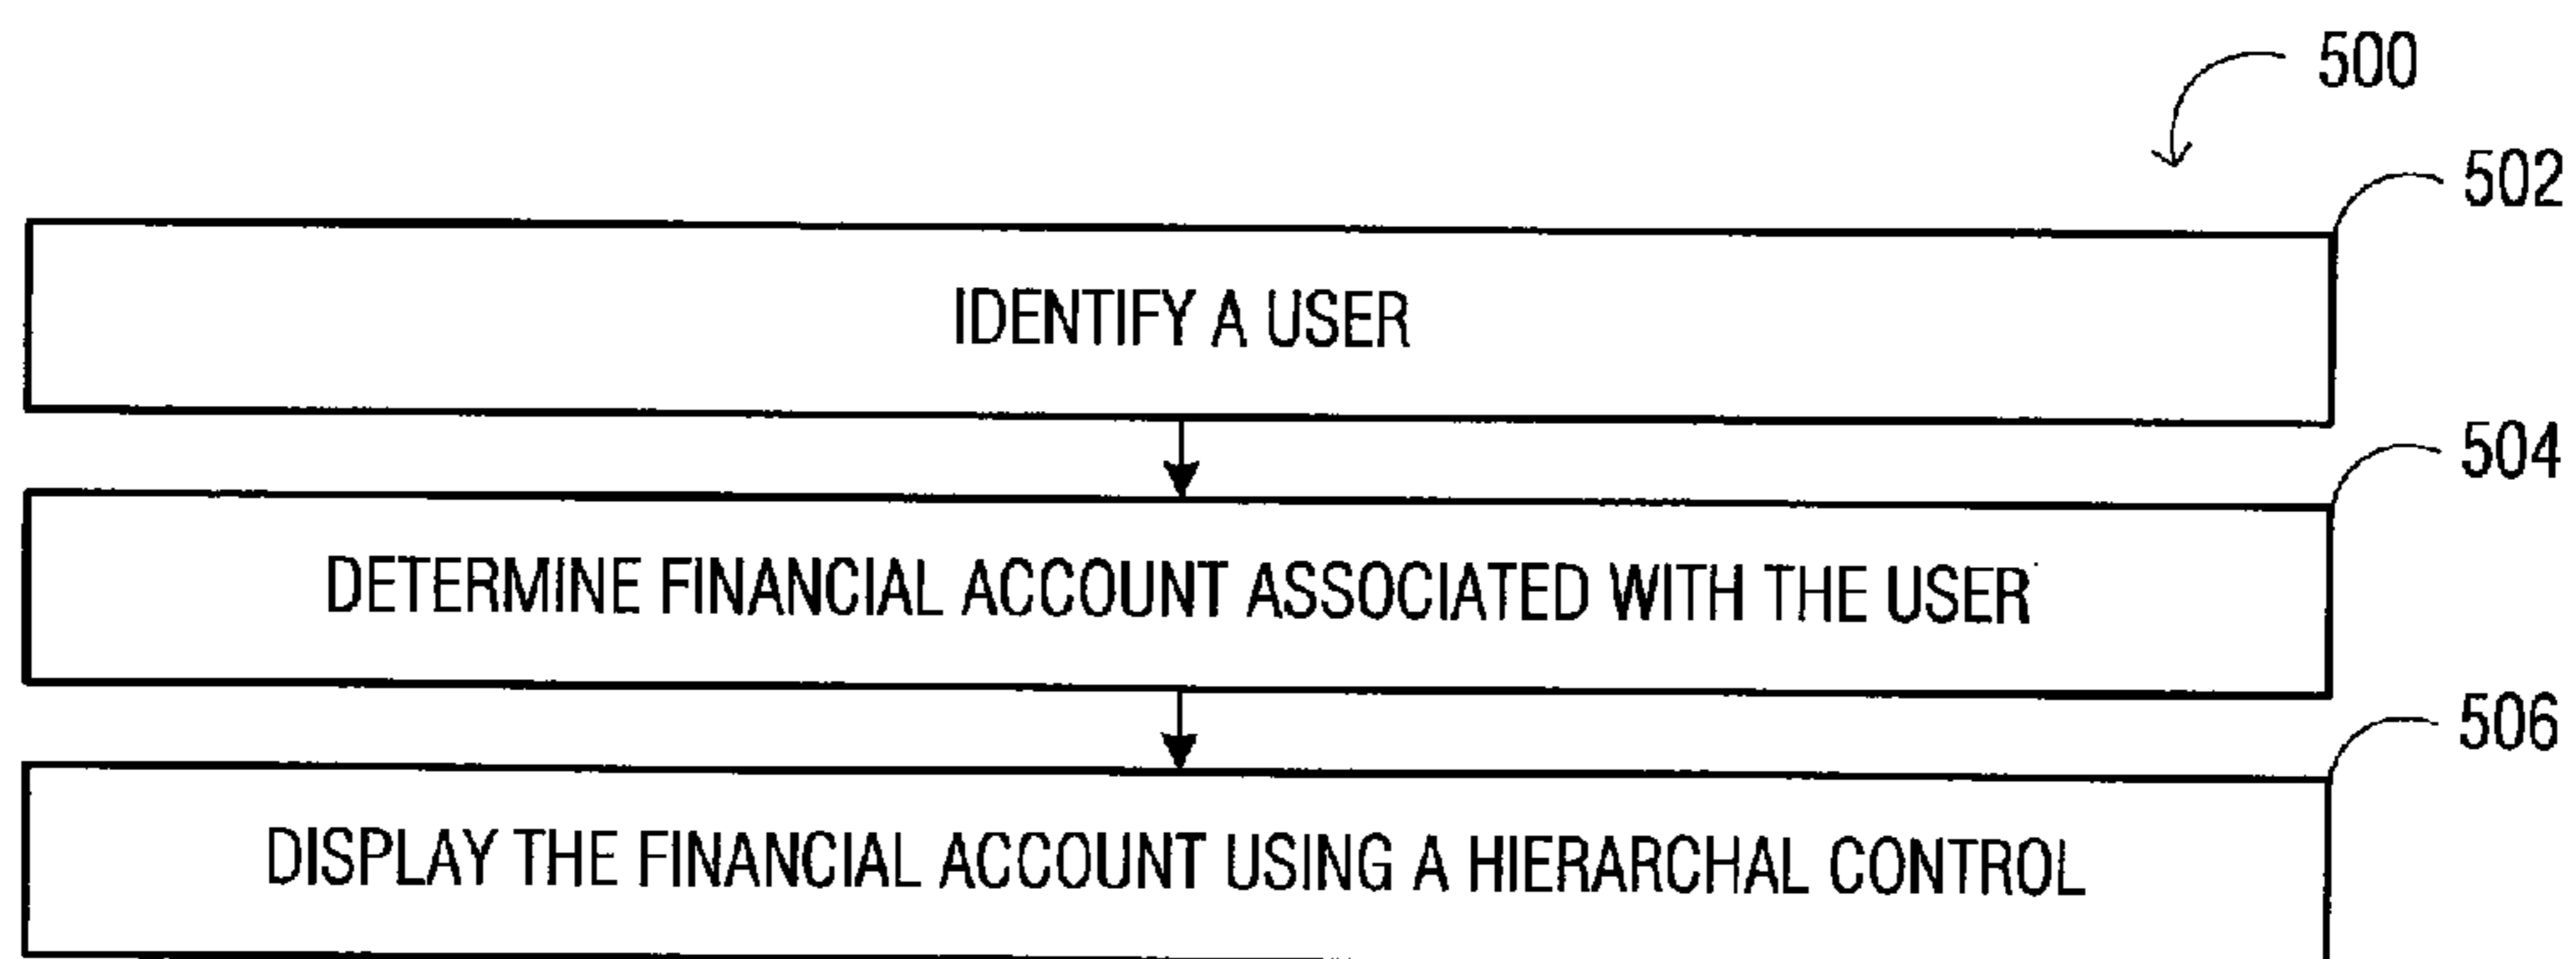 500
502
IDENTIFY A USER
504
DETERMINE FINANCIAL ACCOUNT ASSOCIATED WITH THE USER
506
DISPLAY THE FINANCIAL ACCOUNT USING A HIERARCHAL CONTROL